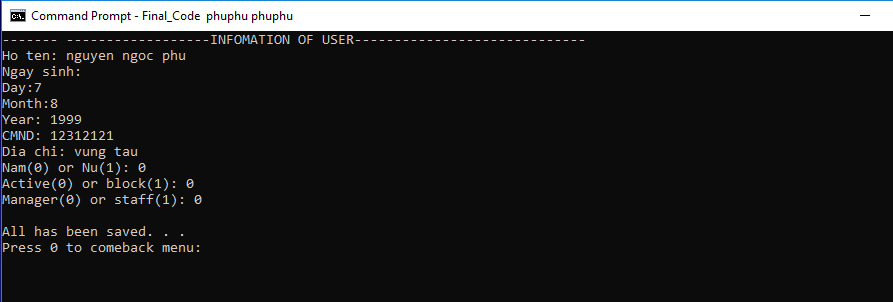 Command Prompt - Final_Code phuphu phuphu
------- ------------------INFOMATION OF USER-----------------------------
Ho ten: nguyen ngoc phu
Ngay sinh:
Day:7
Month:8
Year: 1999
CMND: 12312121
Dia chi: vung tau
Nam(0) or Nu(1): 0
Active(0) or block(1): 0
Manager(0) or staff(1): 0
All has been saved. . .
Press 0 to comeback menu: